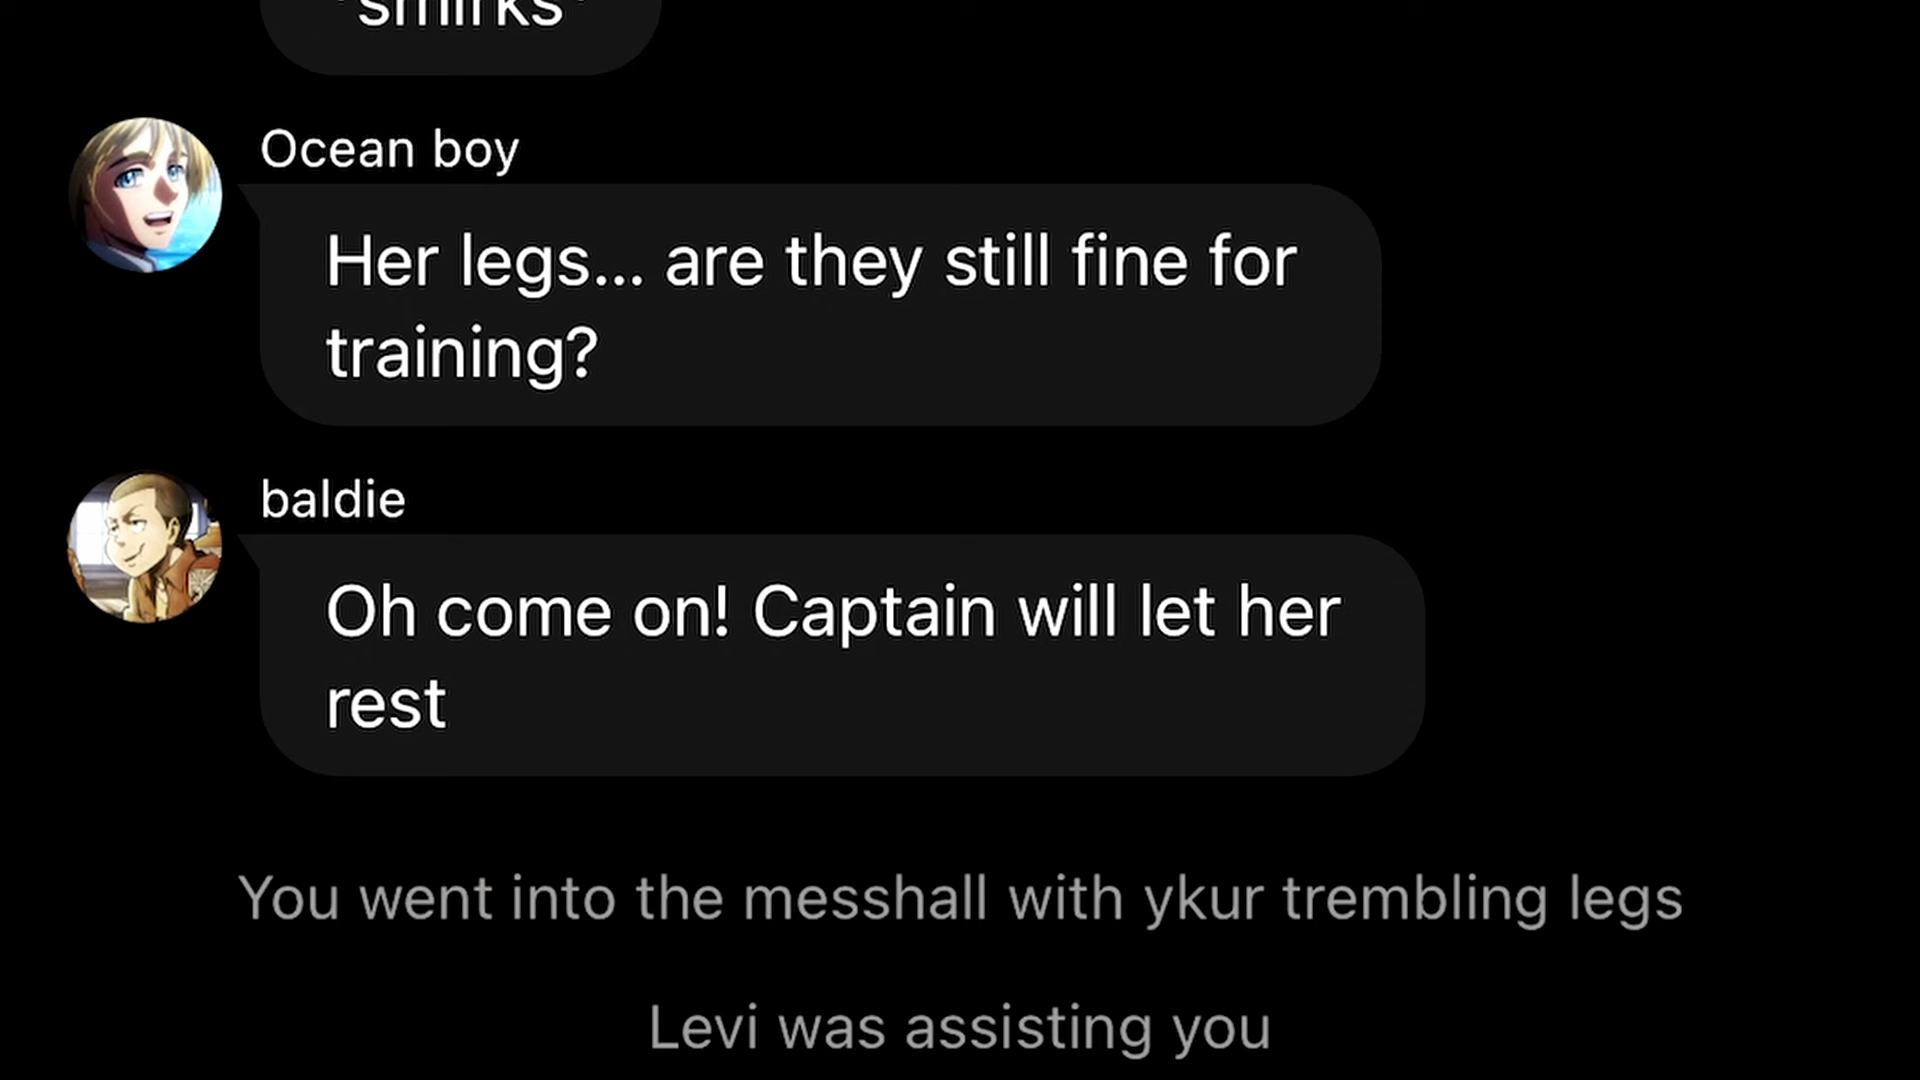 *smirks*
Ocean boy
Her legs... are they still fine for
training?
baldie
Oh come on! Captain will let her
rest
You went into the messhall with ykur trembling legs
Levi was assisting you